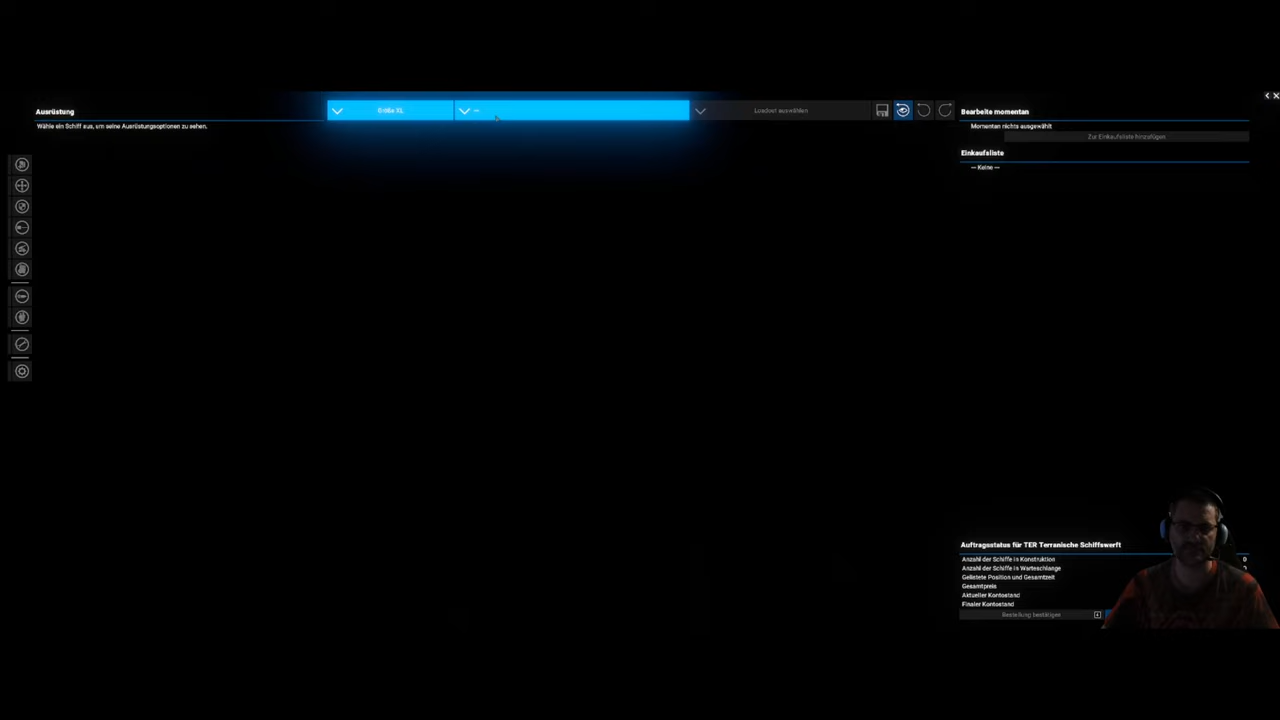 Ausrüstung
Wähle ein Schiff aus, um seine Ausrüstungsoptionen zu sehen.
Größe XL
--
Loadout auswählen
Bearbeite momentan
Momentan nichts ausgewählt
Zur Einkaufsliste hinzufügen
Einkaufsliste
-- Keine --
Auftragsstatus für TER Terranische Schiffswerft
Anzahl der Schiffe in Konstruktion 0
Anzahl der Schiffe in Warteschlange
Gelistete Position und Gesamtzeit
Gesamtpreis
Aktueller Kontostand
Finaler Kontostand
Bestellung bestätigen